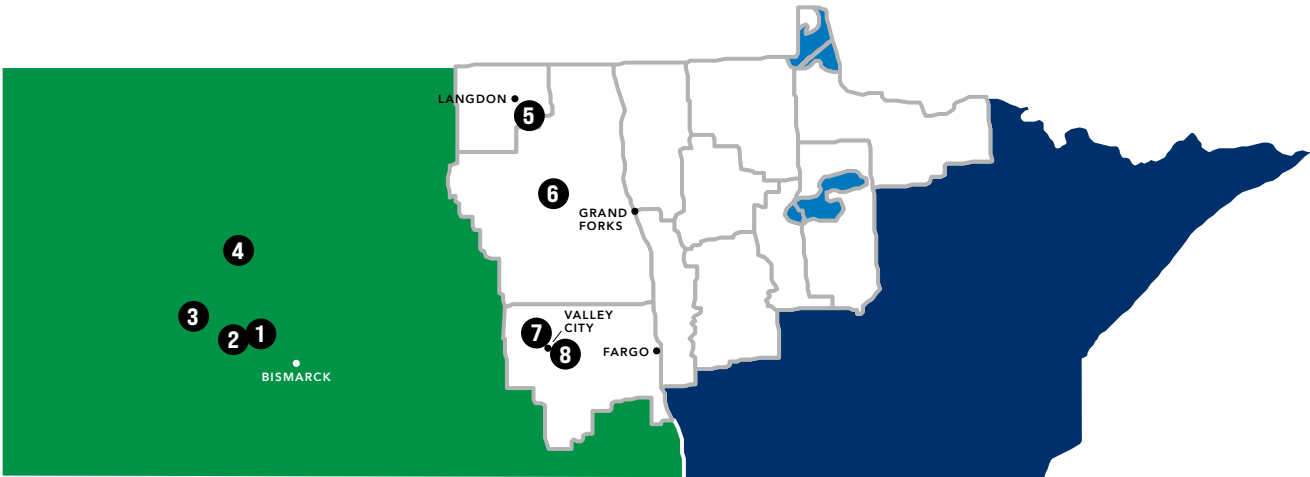 LANGDON
5
6
GRAND
FORKS
4
3
2
1
BISMARCK
7
VALLEY
CITY
8
FARGO